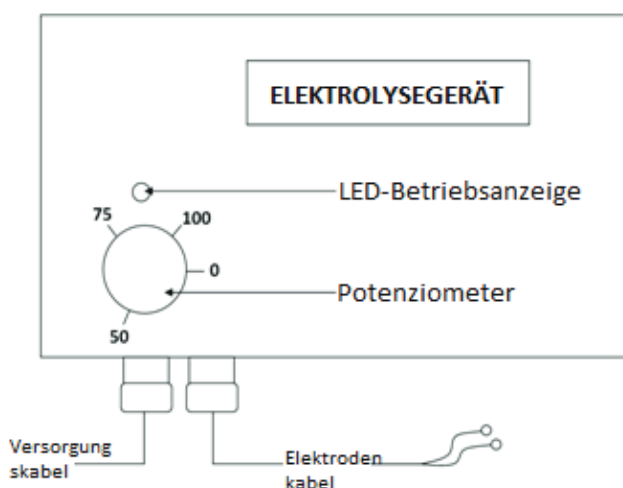 ELEKTROLYSEGERÄT
LED-Betriebsanzeige
75
100
0
Potenziometer
50
Versorgung
skabel
Elektroden
kabel